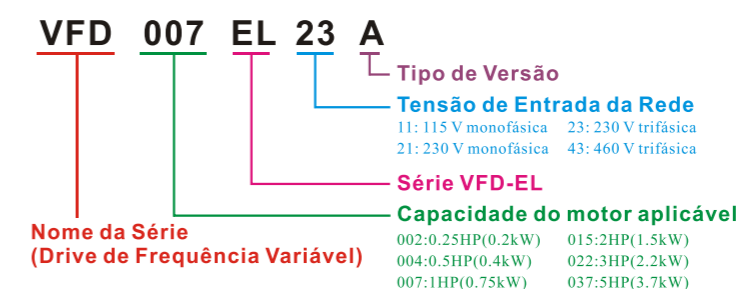 VFD 007 EL 23 A
Tipo de Versão
Tensão de Entrada da Rede
11: 115 V monofásica 23: 230 V trifásica
21: 230 V monofásica 43: 460 V trifásica
Série VFD-EL
Capacidade do motor aplicável
002:0.25HP(0.2kW) 015:2HP(1.5kW)
004:0.5HP(0.4kW) 022:3HP(2.2kW)
007:1HP(0.75kW) 037:5HP(3.7kW)
Nome da Série
(Drive de Frequência Variável)